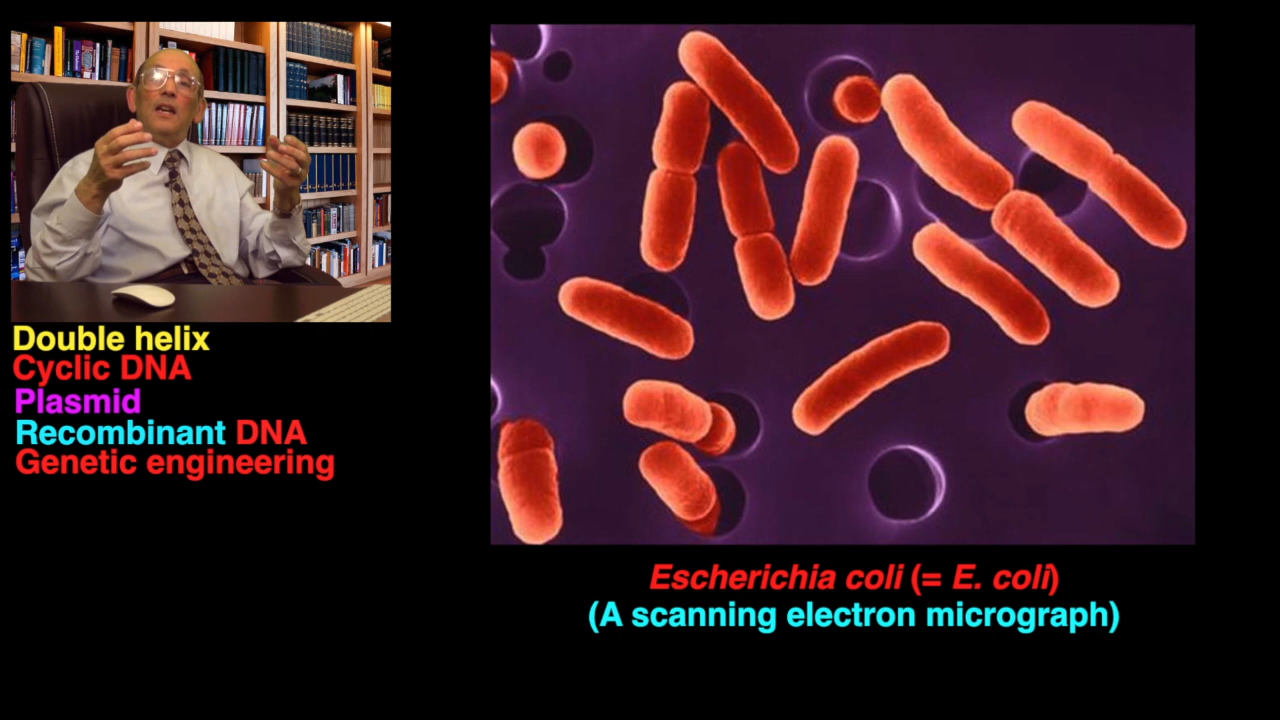 Double helix
Cyclic DNA
Plasmid
Recombinant DNA
Genetic engineering
Escherichia coli (= E. coli)
(A scanning electron micrograph)